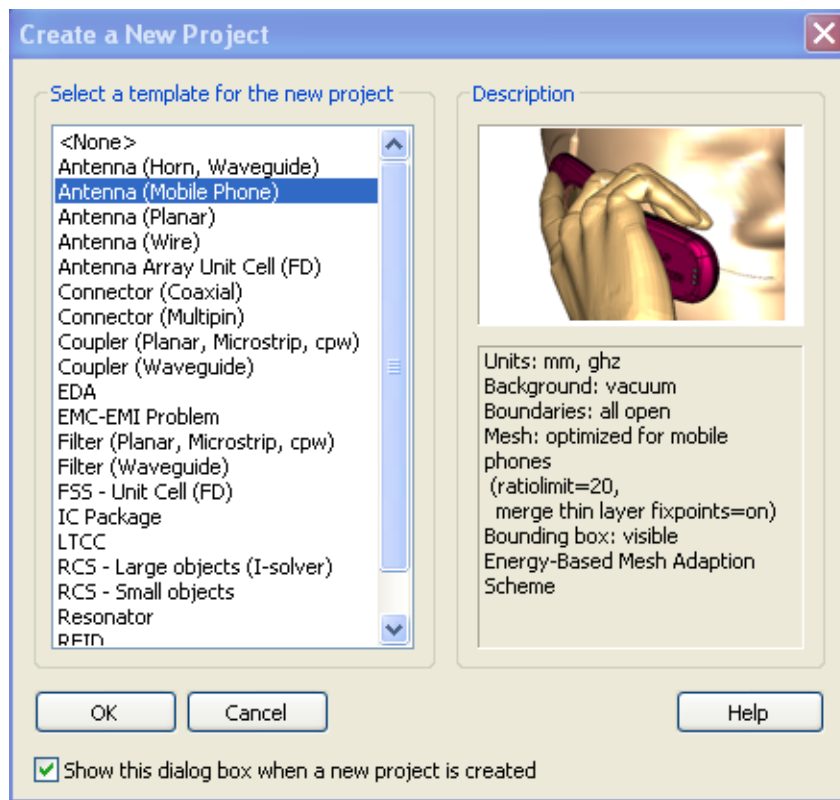 Create a New Project
Select a template for the new project
<None>
Antenna (Horn, Waveguide)
Antenna (Mobile Phone)
Antenna (Planar)
Antenna (Wire)
Antenna Array Unit Cell (FD)
Connector (Coaxial)
Connector (Multipin)
Coupler (Planar, Microstrip, cpw)
Coupler (Waveguide)
EDA
EMC-EMI Problem
Filter (Planar, Microstrip, cpw)
Filter (Waveguide)
FSS - Unit Cell (FD)
IC Package
LTCC
RCS - Large objects (I-solver)
RCS - Small objects
Resonator
RFID
Description
Units: mm, ghz
Background: vacuum
Boundaries: all open
Mesh: optimized for mobile
phones
(ratiolimit=20,
merge thin layer fixpoints=on)
Bounding box: visible
Energy-Based Mesh Adaption
Scheme
OK
Cancel
Help
Show this dialog box when a new project is created